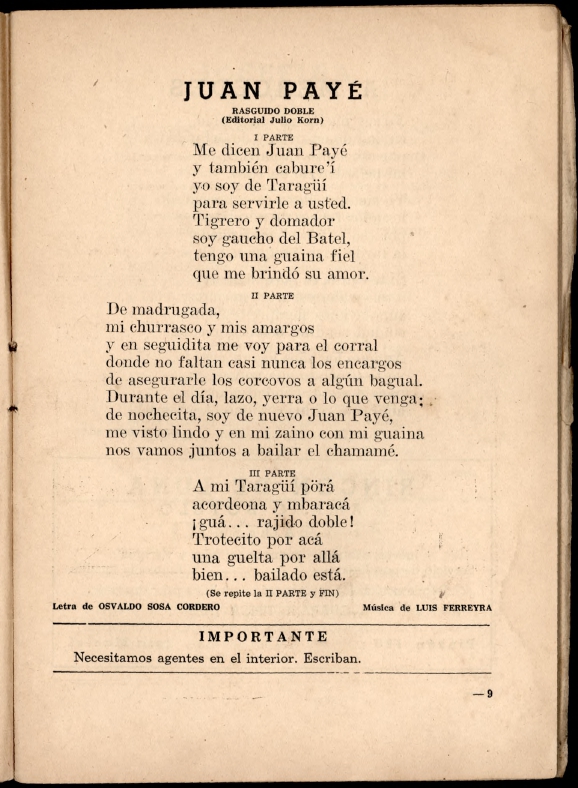 JUAN PAYÉ
RASGUIDO DOBLE
(Editorial Julio Korn)
I PARTE
Me dicen Juan Payé
y también cabure'í
yo soy de Taragüí
para servirle a usted.
Tigrero y domador
soy gaucho del Batel,
tengo una guaina fiel
que me brindó su amor.
II PARTE
De madrugada,
mi churrasco y mis amargos
y en seguidita me voy para el corral
donde no faltan casi nunca los encargos
de asegurarle los corcovos a algún bagual.
Durante el día, lazo, yerra o lo que venga;
de nochecita, soy de nuevo Juan Payé,
me visto lindo y en mi zaino con mi guaina
nos vamos juntos a bailar el chamamé.
III PARTE
A mi Taragüí pörá
acordeona y mbaracá
¡guá... rajido doble!
Trotecito por acá
una guelta por allá
bien... bailado está.
(Se repite la II PARTE y FIN)
Letra de OSVALDO SOSA CORDERO Música de LUIS FERREYRA
IMPORTANTE
Necesitamos agentes en el interior. Escriban.
— 9